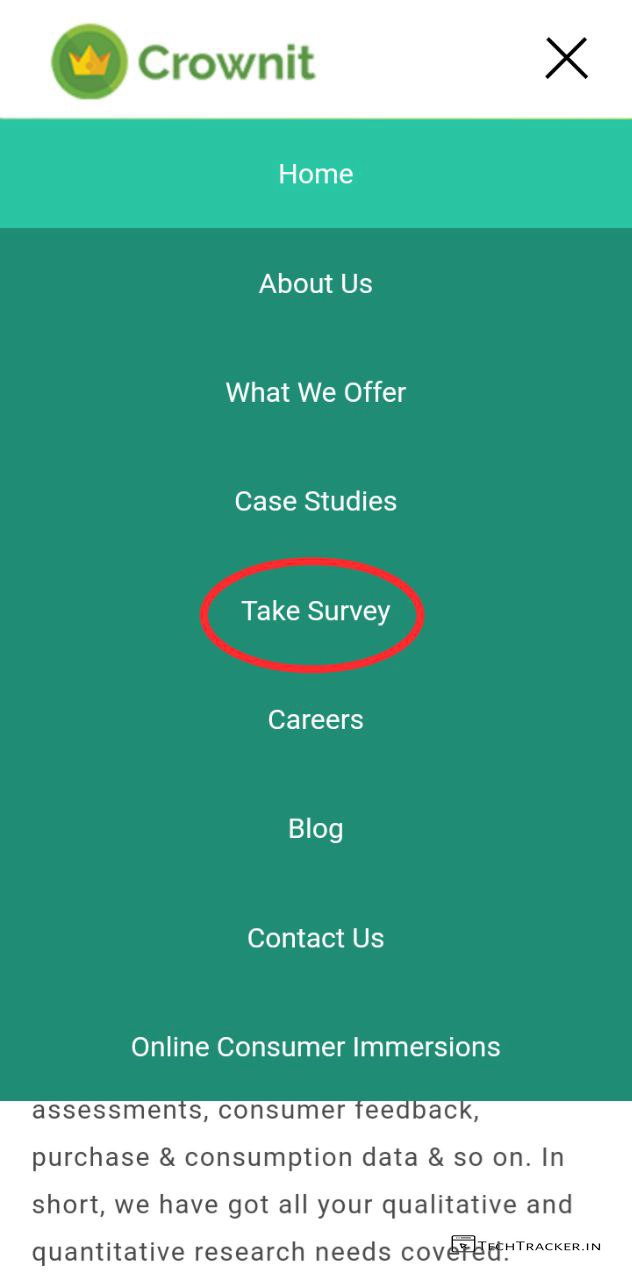 Crownit
Home
About Us
What We Offer
Case Studies
Take Survey
Careers
Blog
Contact Us
Online Consumer Immersions
assessments, consumer feedback,
purchase & consumption data & so on. In
short, we have got all your qualitative and
quantitative research needs covered.
TECHTRACKER.IN